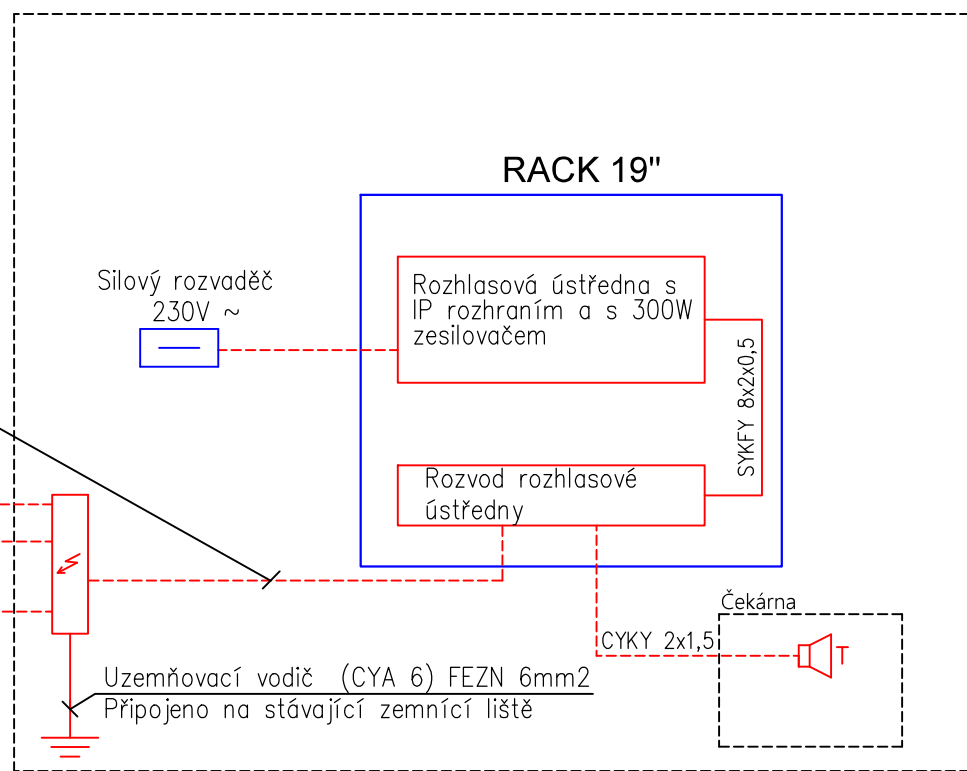 RACK 19"
Silový rozvaděč
230V ~
Rozhlasová ústředna s
IP rozhraním a s 300W
zesilovačem
SYKFY 8x2x0,5
Rozvod rozhlasové
ústředny
Čekárna
CYKY 2x1,5
T
Uzemňovací vodič (CYA 6) FEZN 6mm2
Připojeno na stávající zemnící liště